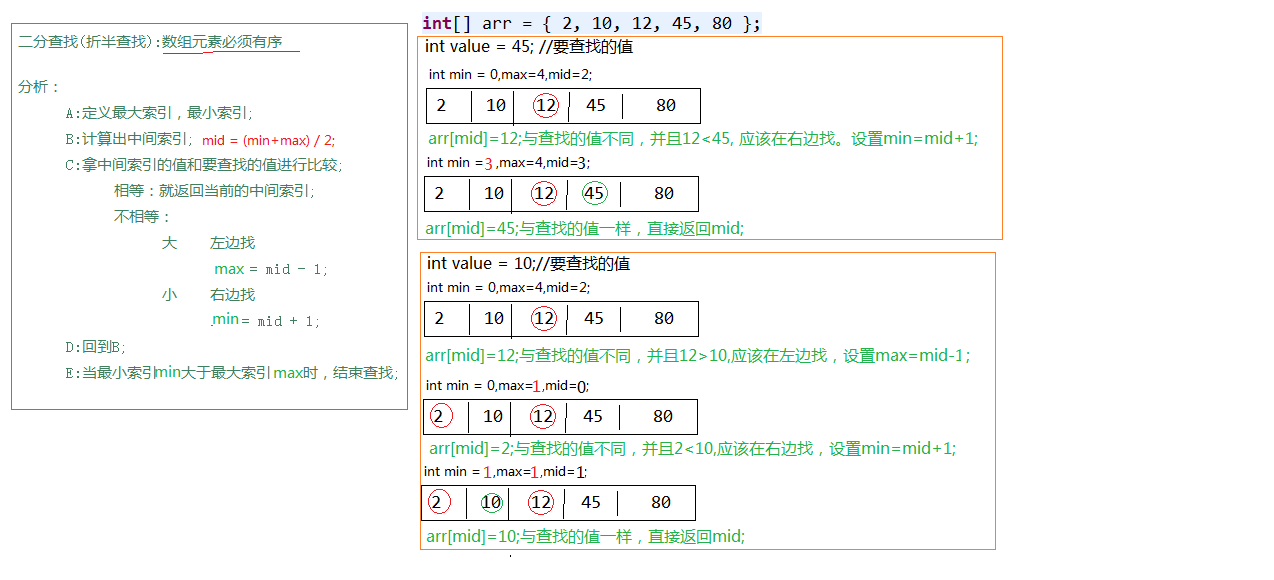 二分查找(折半查找):数组元素必须有序
分析：
A:定义最大索引，最小索引;
B:计算出中间索引; mid = (min+max) / 2;
C:拿中间索引的值和要查找的值进行比较;
相等：就返回当前的中间索引;
不相等：
大 左边找
max = mid - 1;
小 右边找
min = mid + 1;
D:回到B;
E:当最小索引min大于最大索引max时，结束查找;
int[] arr = { 2, 10, 12, 45, 80 };
int value = 45; //要查找的值
int min = 0,max=4,mid=2;
2 10 12 45 80
arr[mid]=12;与查找的值不同，并且12<45, 应该在右边找。设置min=mid+1;
int min =3 ,max=4,mid=3;
2 10 12 45 80
arr[mid]=45;与查找的值一样，直接返回mid;
int value = 10;//要查找的值
int min = 0,max=4,mid=2;
2 10 12 45 80
arr[mid]=12;与查找的值不同，并且12>10,应该在左边找，设置max=mid-1;
int min = 0,max=1,mid=0;
2 10 12 45 80
arr[mid]=2;与查找的值不同，并且2<10,应该在右边找，设置min=mid+1;
int min = 1,max=1,mid=1;
2 10 12 45 80
arr[mid]=10;与查找的值一样，直接返回mid;